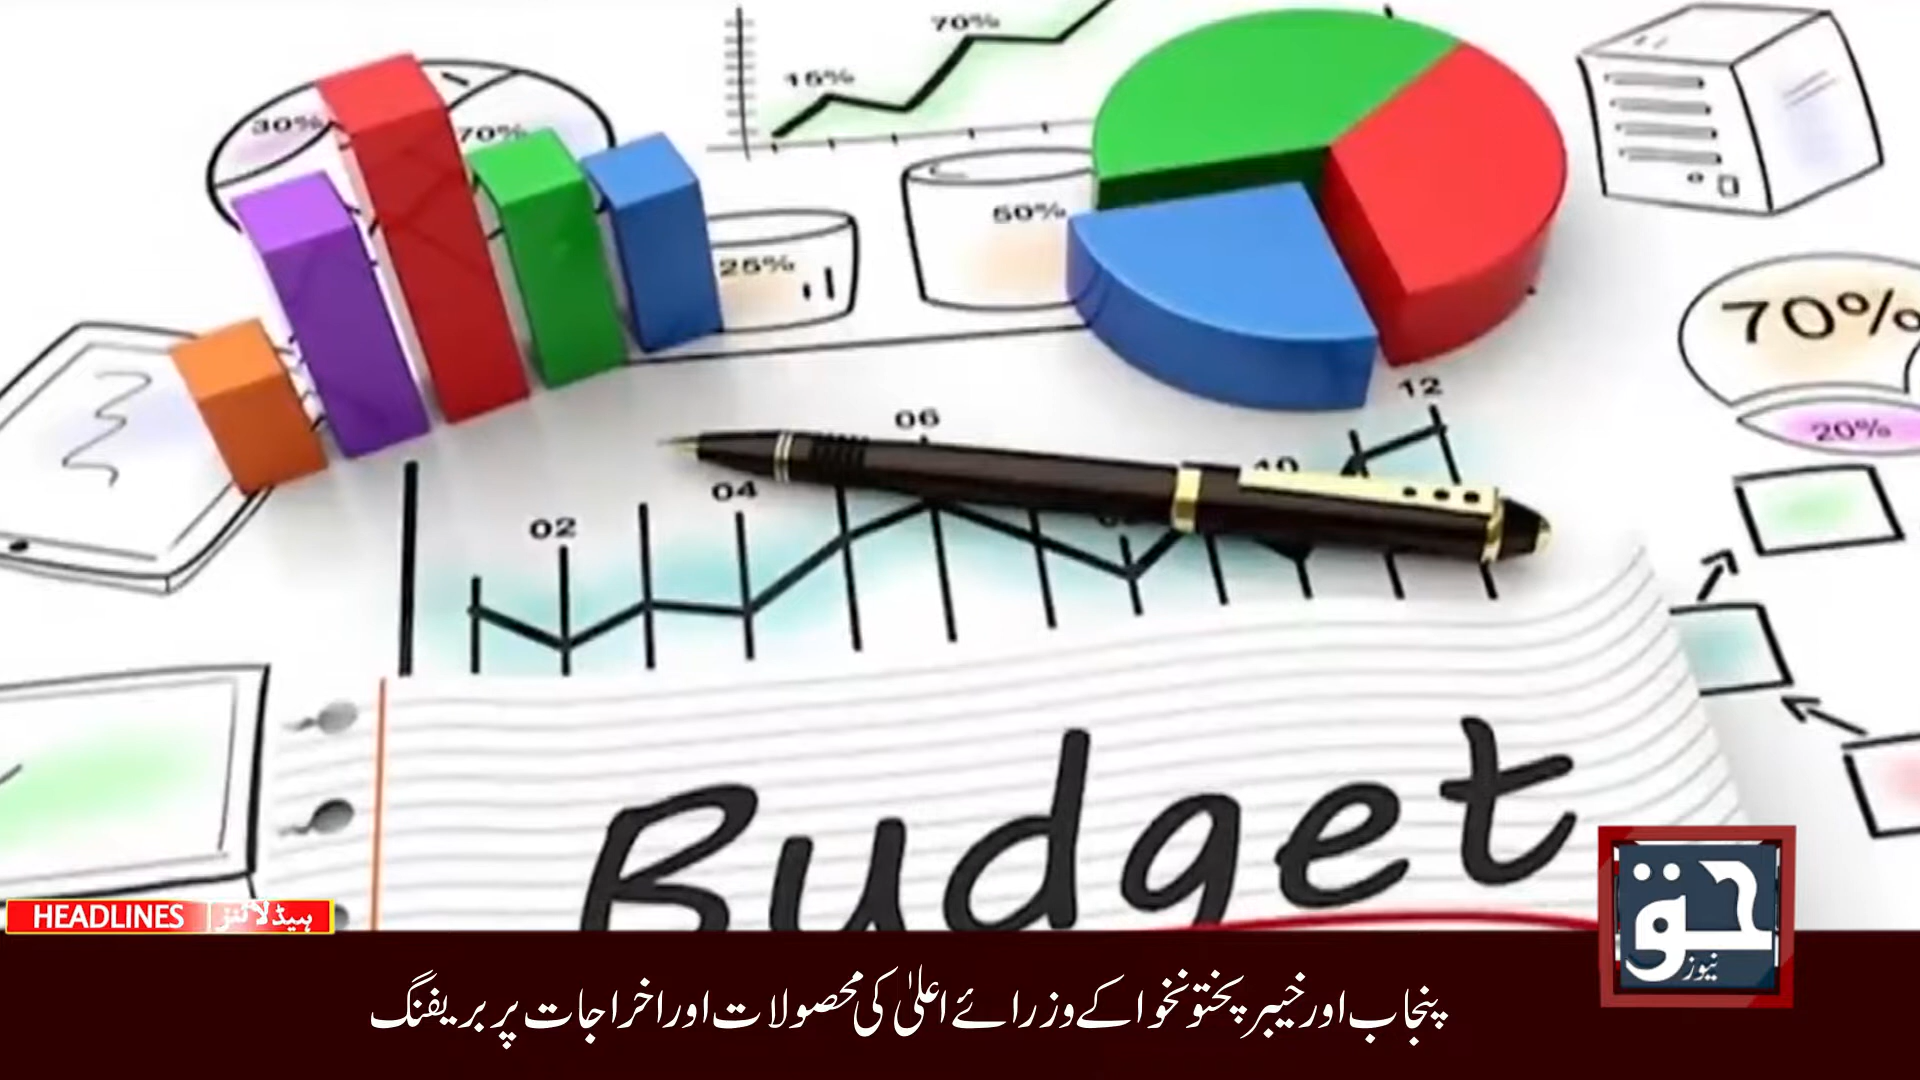 70%
15%
30%
70%
50%
25%
70%
20%
12
06
10
04
02
Budget
HEADLINES ہیڈلائنز
حق
نیوز
پنجاب اور خیبر پختونخوا کے وزرائے اعلیٰ کی محصولات اور اخراجات پر بریفنگ